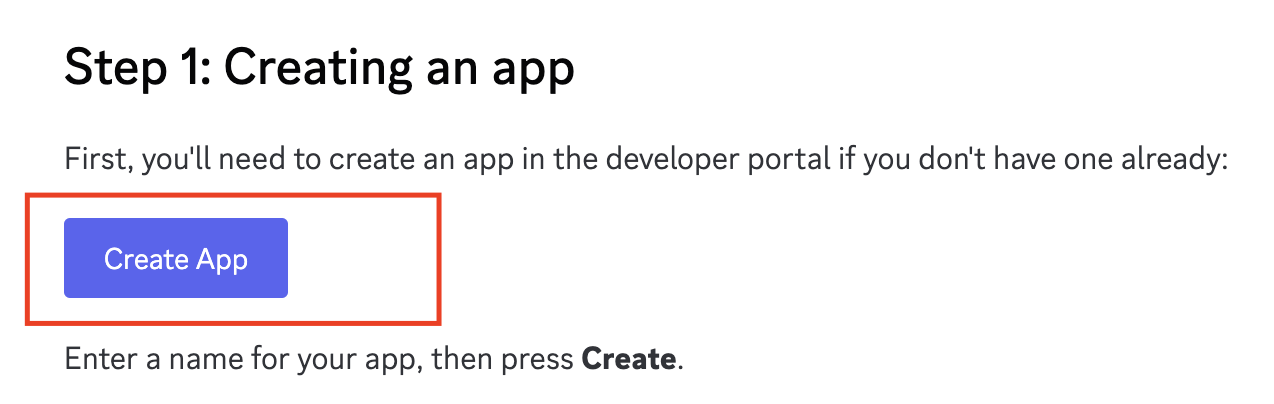 Step 1: Creating an app
First, you'll need to create an app in the developer portal if you don't have one already:
Create App
Enter a name for your app, then press Create.